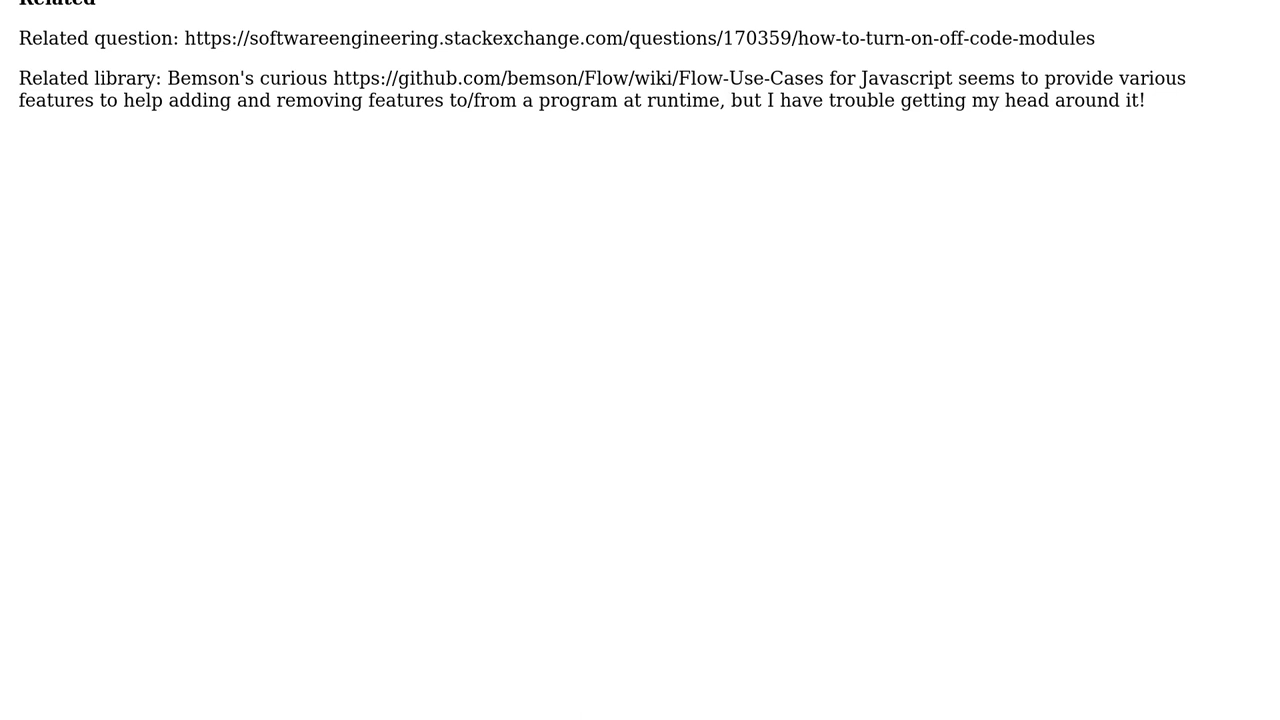 Related
Related question: https://softwareengineering.stackexchange.com/questions/170359/how-to-turn-on-off-code-modules
Related library: Bemson's curious https://github.com/bemson/Flow/wiki/Flow-Use-Cases for Javascript seems to provide various
features to help adding and removing features to/from a program at runtime, but I have trouble getting my head around it!